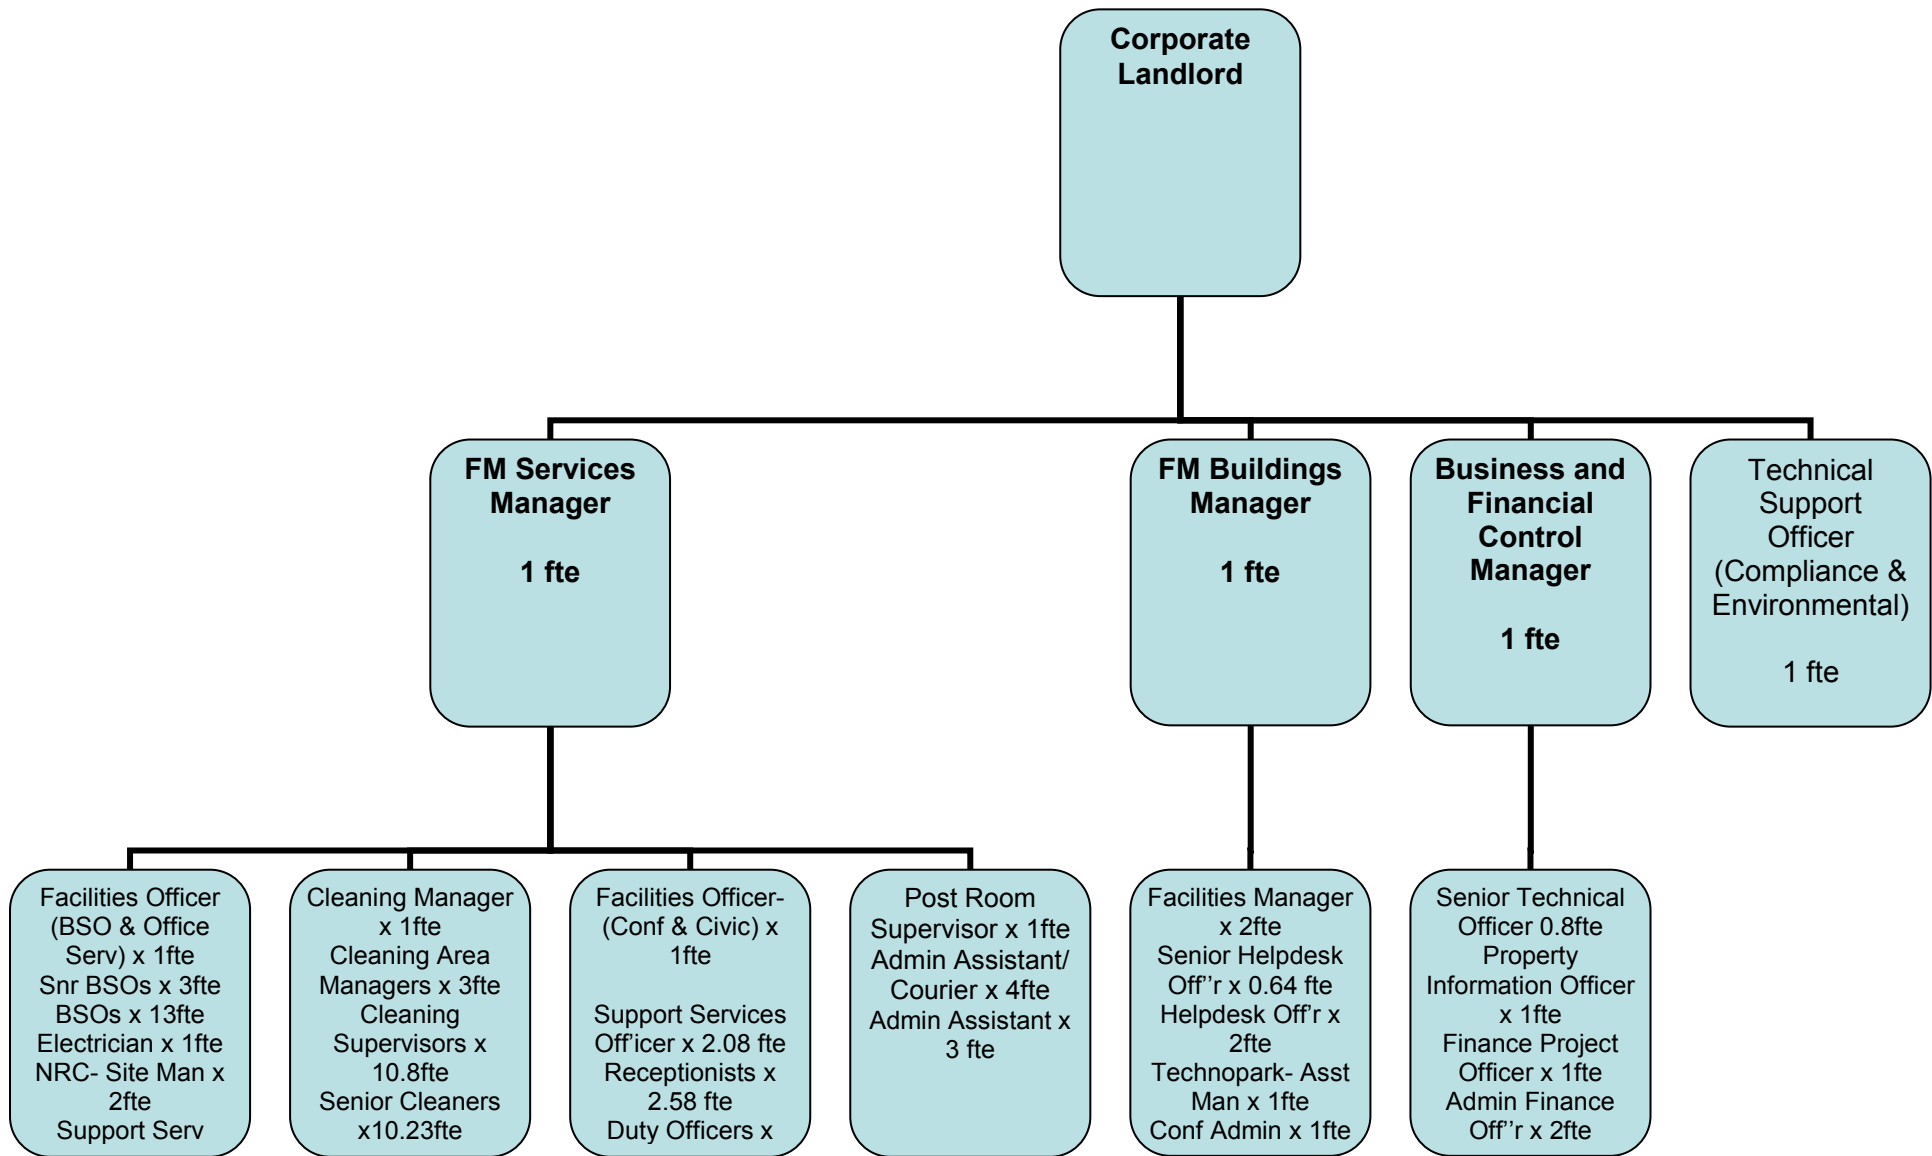 Corporate
Landlord
FM Services
Manager
1 fte
FM Buildings
Manager
1 fte
Business and
Financial
Control
Manager
1 fte
Technical
Support
Officer
(Compliance &
Environmental)
1 fte
Facilities Officer
(BSO & Office
Serv) x 1fte
Snr BSOs x 3fte
BSOs x 13fte
Electrician x 1fte
NRC- Site Man x
2fte
Support Serv
Cleaning Manager
x 1fte
Cleaning Area
Managers x 3fte
Cleaning
Supervisors x
10.8fte
Senior Cleaners
x10.23fte
Facilities Officer-
(Conf & Civic) x
1fte
Support Services
Off'icer x 2.08 fte
Receptionists x
2.58 fte
Duty Officers x
Post Room
Supervisor x 1fte
Admin Assistant/
Courier x 4fte
Admin Assistant x
3 fte
Facilities Manager
x 2fte
Senior Helpdesk
Off''r x 0.64 fte
Helpdesk Off'r x
2fte
Technopark- Asst
Man x 1fte
Conf Admin x 1fte
Senior Technical
Officer 0.8fte
Property
Information Officer
x 1fte
Finance Project
Officer x 1fte
Admin Finance
Off''r x 2fte